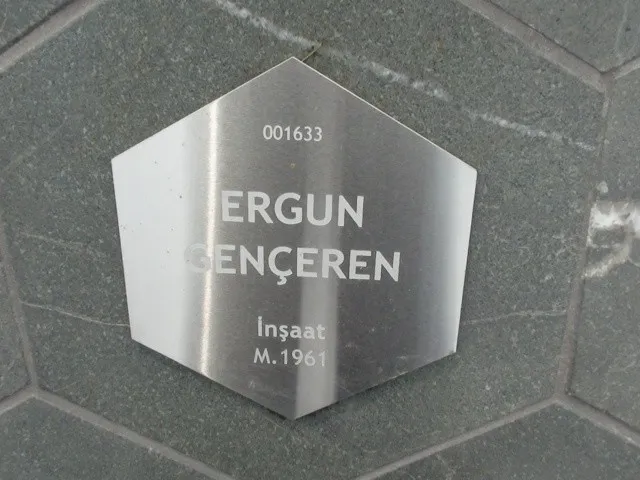 001633
ERGUN
GENÇEREN
İnşaat
M.1961